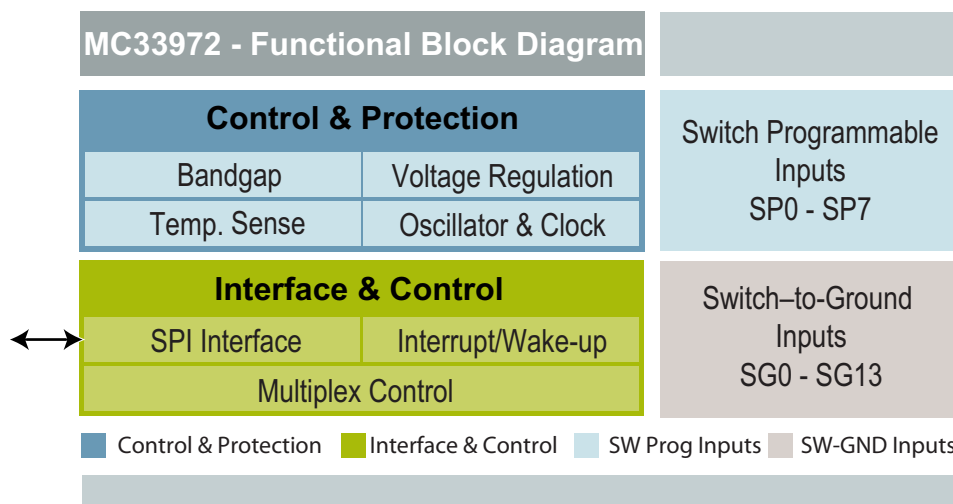 MC33972 - Functional Block Diagram
Control & Protection
Bandgap
Voltage Regulation
Temp. Sense
Oscillator & Clock
Switch Programmable
Inputs
SP0 - SP7
Interface & Control
SPI Interface
Interrupt/Wake-up
Multiplex Control
Switch–to-Ground
Inputs
SG0 - SG13
Control & Protection
Interface & Control
SW Prog Inputs
SW-GND Inputs